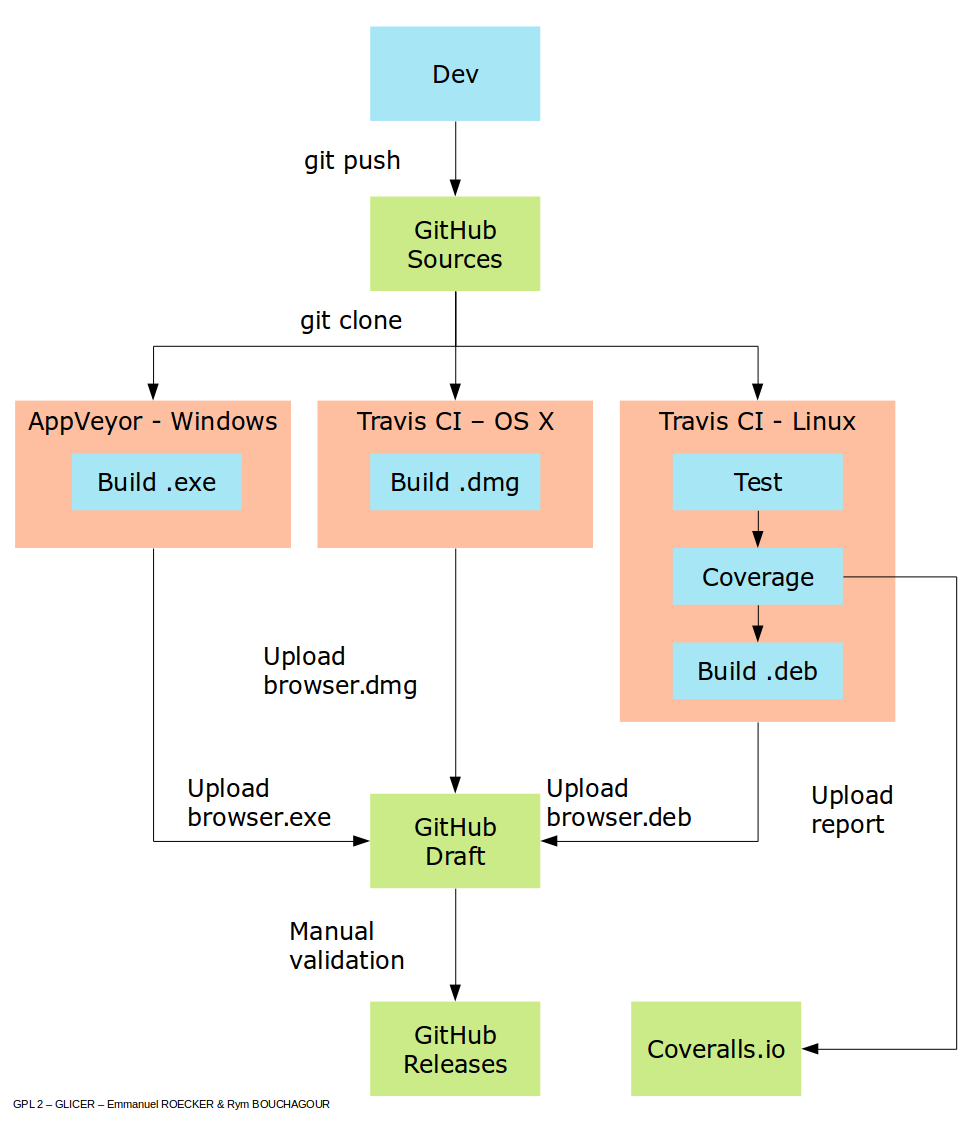 Dev
git push
GitHub
Sources
git clone
AppVeyor - Windows
Build .exe
Travis CI – OS X
Build .dmg
Travis CI - Linux
Test
Coverage
Build .deb
Upload
browser.dmg
Upload
browser.exe
Upload
browser.deb
Upload
report
GitHub
Draft
Manual
validation
GitHub
Releases
Coveralls.io
GPL 2 – GLICER – Emmanuel ROECKER & Rym BOUCHAGOUR